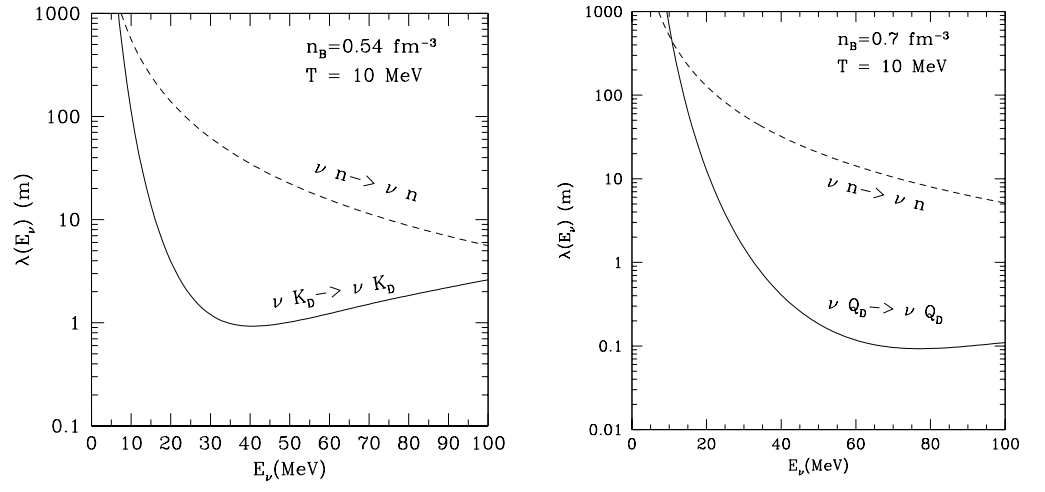 1000
100
10
1
0.1
λ(E_ν) (m)
n_B=0.54 fm⁻³
T = 10 MeV
ν n−> ν n
ν K_D−> ν K_D
0 10 20 30 40 50 60 70 80 90 100
E_ν(MeV)
1000
100
10
1
0.1
0.01
λ(E_ν) (m)
n_B=0.7 fm⁻³
T = 10 MeV
ν n−> ν n
ν Q_D−> ν Q_D
0 20 40 60 80 100
E_ν(MeV)